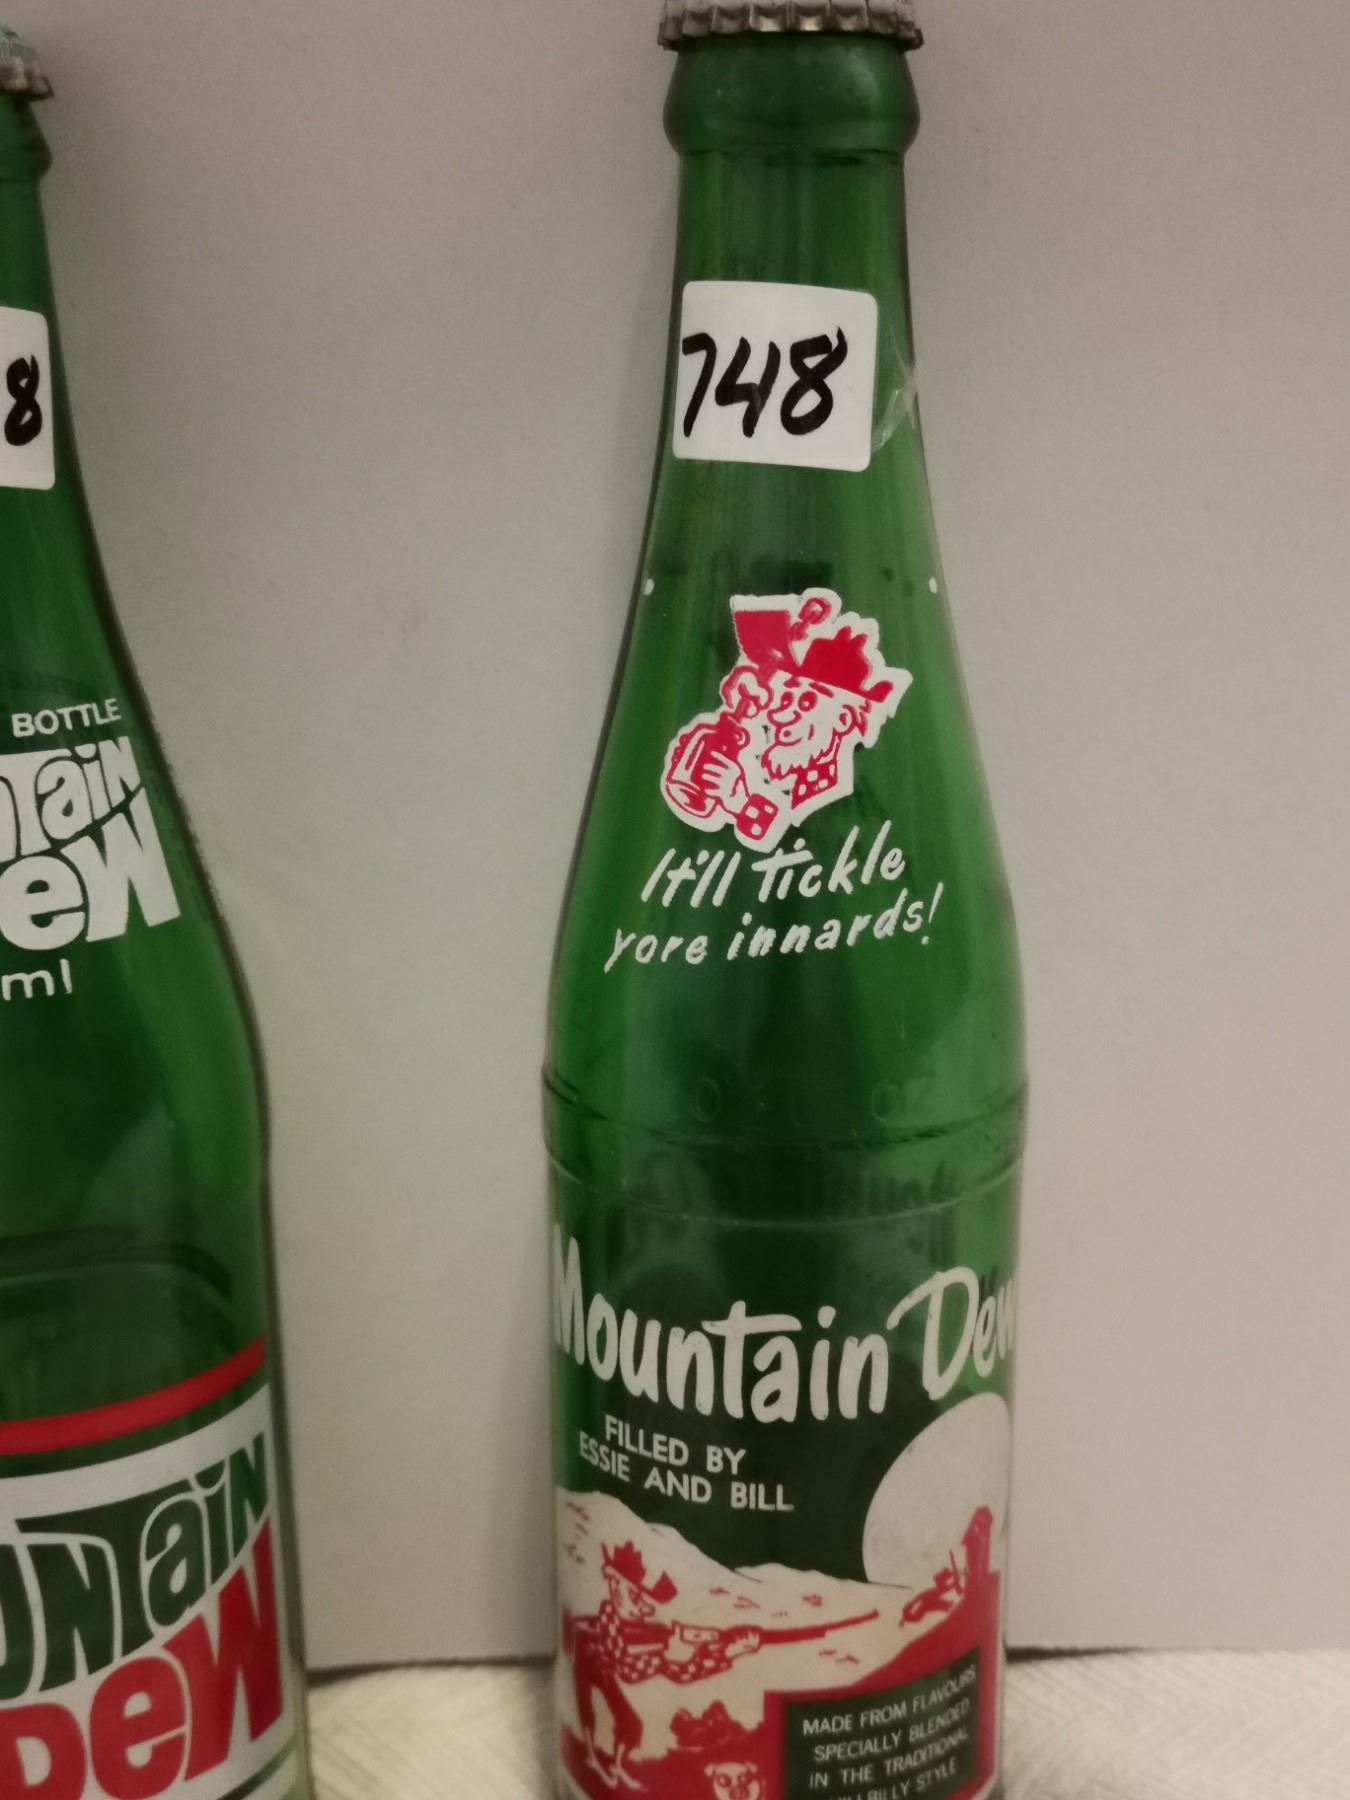 8
BOTTLE
TaiN
eW
ml
UNTaiN
DeW
748
It'll Tickle
yore innards!
Mountain Dew
FILLED BY
ESSIE AND BILL
MADE FROM FLAVOURS
SPECIALLY BLENDED
IN THE TRADITIONAL
HILLBILLY STYLE